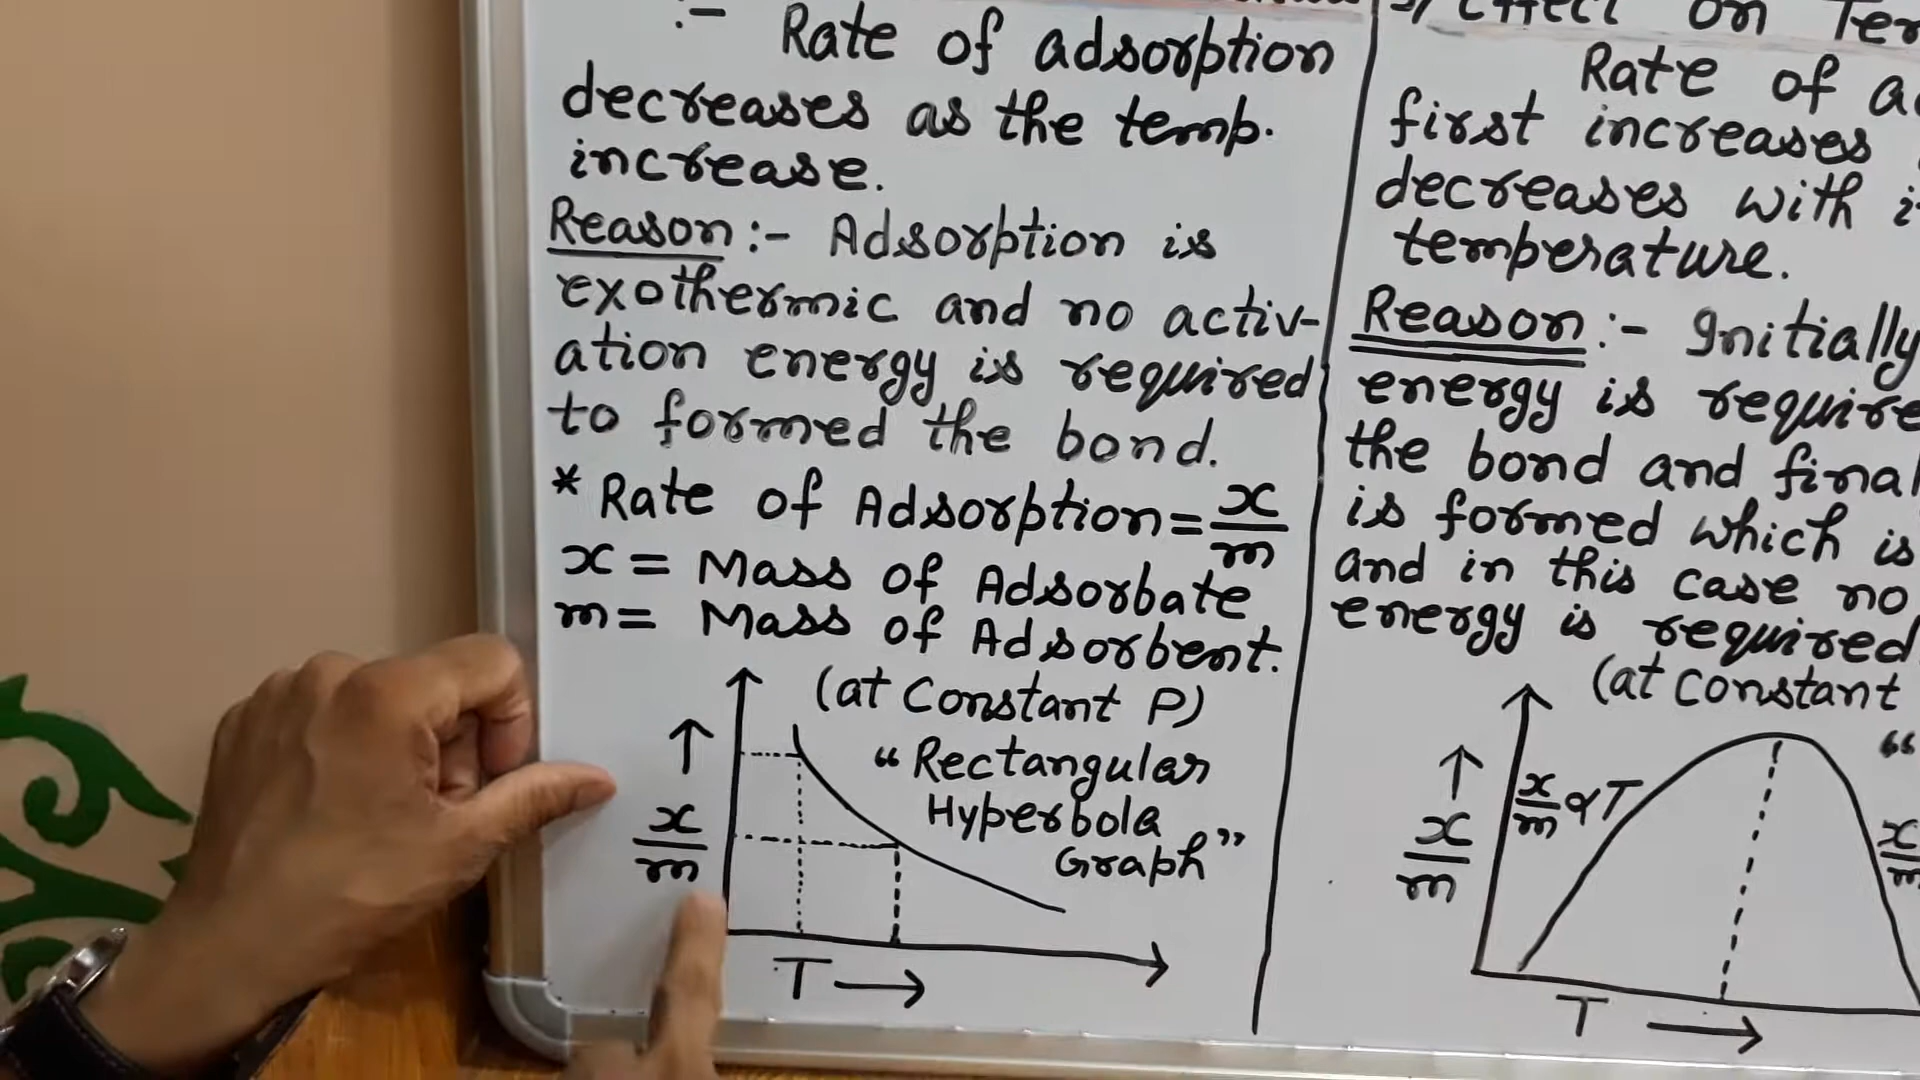 :- Rate of adsorption
decreases as the temp.
increase.
Reason:- Adsorption is
exothermic and no activ-
ation energy is required
to formed the bond.
*Rate of Adsorption=x/m
x = Mass of Adsorbate
m= Mass of Adsorbent.
(at Constant P)
"Rectangular
Hyperbola
Graph"
↑
x/m
T →
Effect on
Rate of
first increases
decreases with
temperature.
Reason:- Initially
energy is
the bond and
is formed which is
and in this case no
energy is required
(at constant
"
↑
x/m
x/m ∝ T
x/m
T →